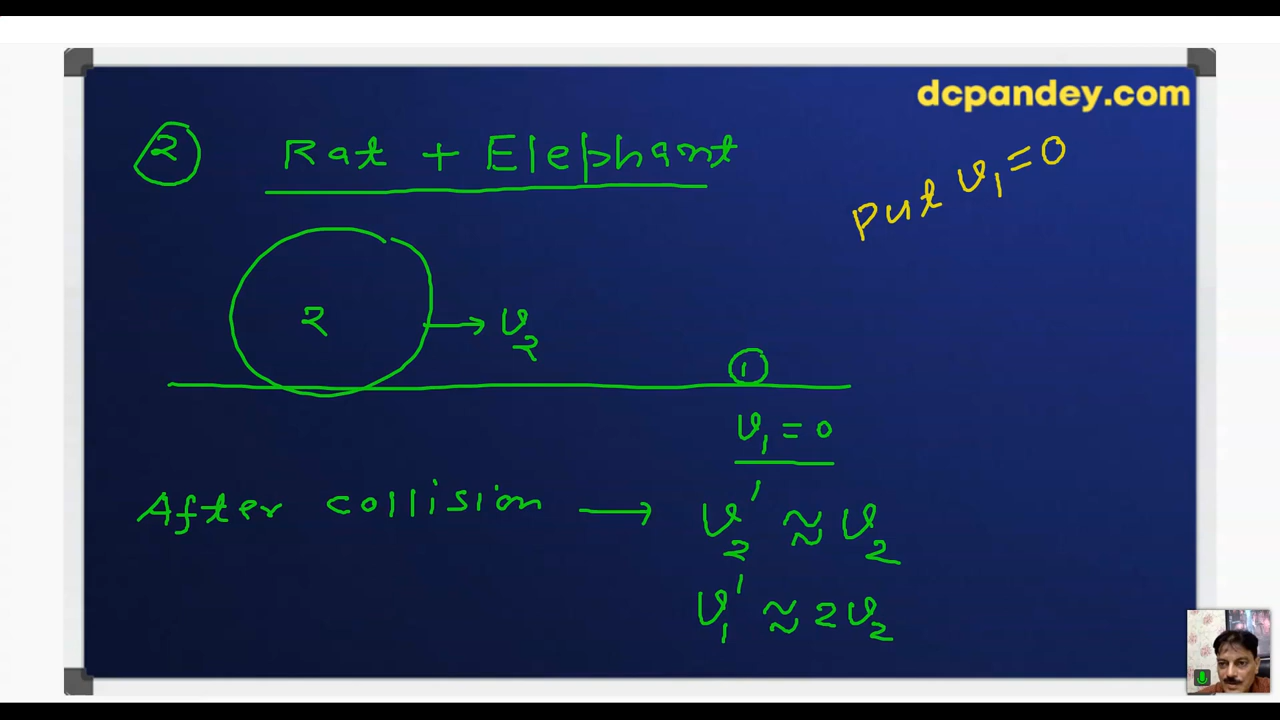 dcpandey.com
② Rat + Elephant
Put v₁ = 0
2 → v₂
①
v₁ = 0
After collision → v₂' ≈ v₂
v₁' ≈ 2v₂